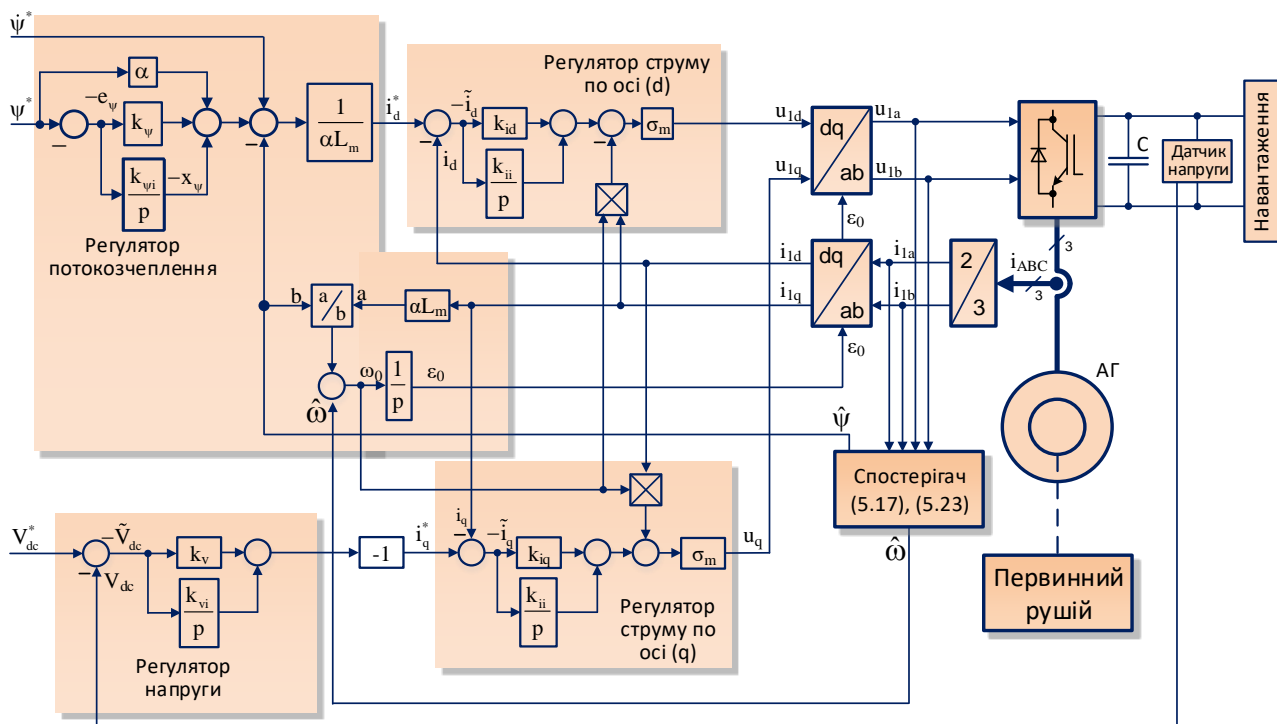 ψ̇*
ψ*
−
−e_ψ
α
k_ψ
k_ψi
p
−x_ψ
Регулятор
потокозчеплення
−
1
αL_m
i_d*
Регулятор струму
по осі (d)
−
−ĩ_d
i_d
k_id
k_ii
p
−
σ_m
u_1d
u_1q
dq
ab
u_1a
u_1b
ε_0
i_1d
i_1q
dq
ab
i_1a
i_1b
ε_0
2
3
i_ABC
3
3
C
Датчик
напруги
Навантаження
АГ
b
a
b
a
αL_m
ω_0
1
p
ε_0
ω̂
ψ̂
Спостерігач
(5.17), (5.23)
ω̂
Первинний
рушій
V_dc*
−
−Ṽ_dc
V_dc
k_v
k_vi
p
Регулятор
напруги
-1
i_q*
i_q
−
−ĩ_q
k_iq
k_ii
p
σ_m
u_q
Регулятор
струму по
осі (q)